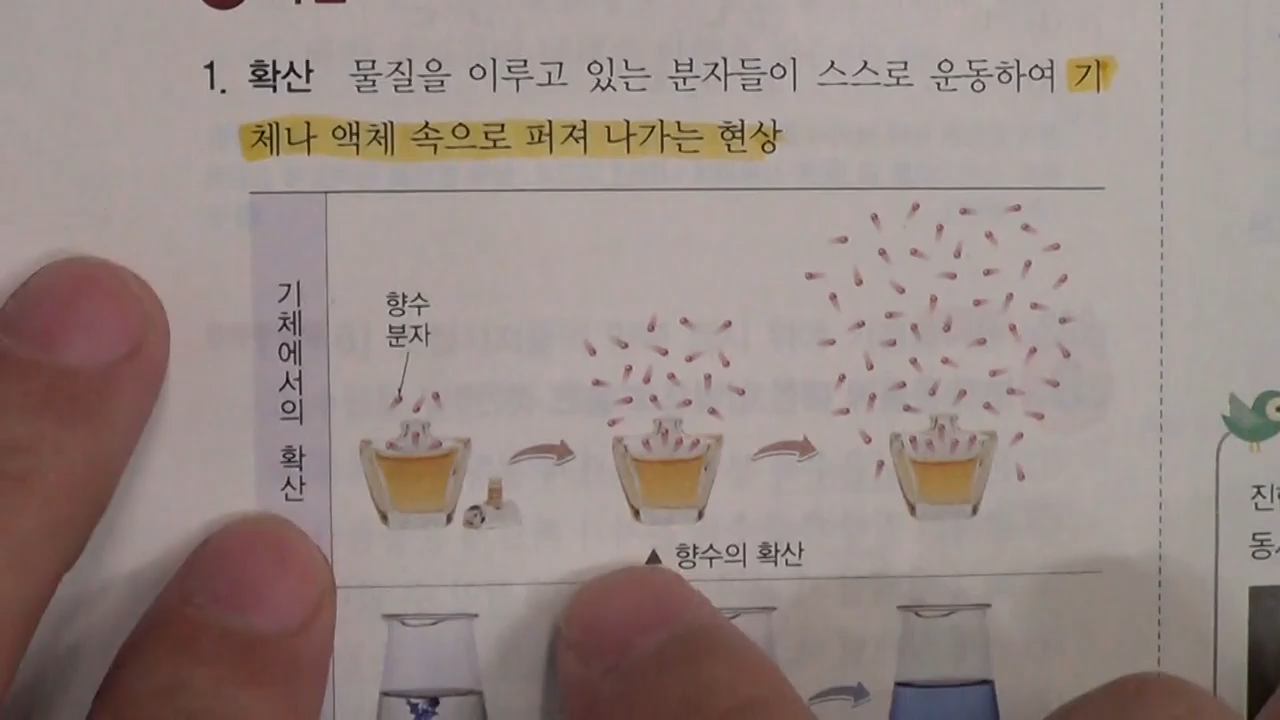 1. 확산 물질을 이루고 있는 분자들이 스스로 운동하여 기
체나 액체 속으로 퍼져 나가는 현상
기체에서의 확산
향수
분자
▲ 향수의 확산